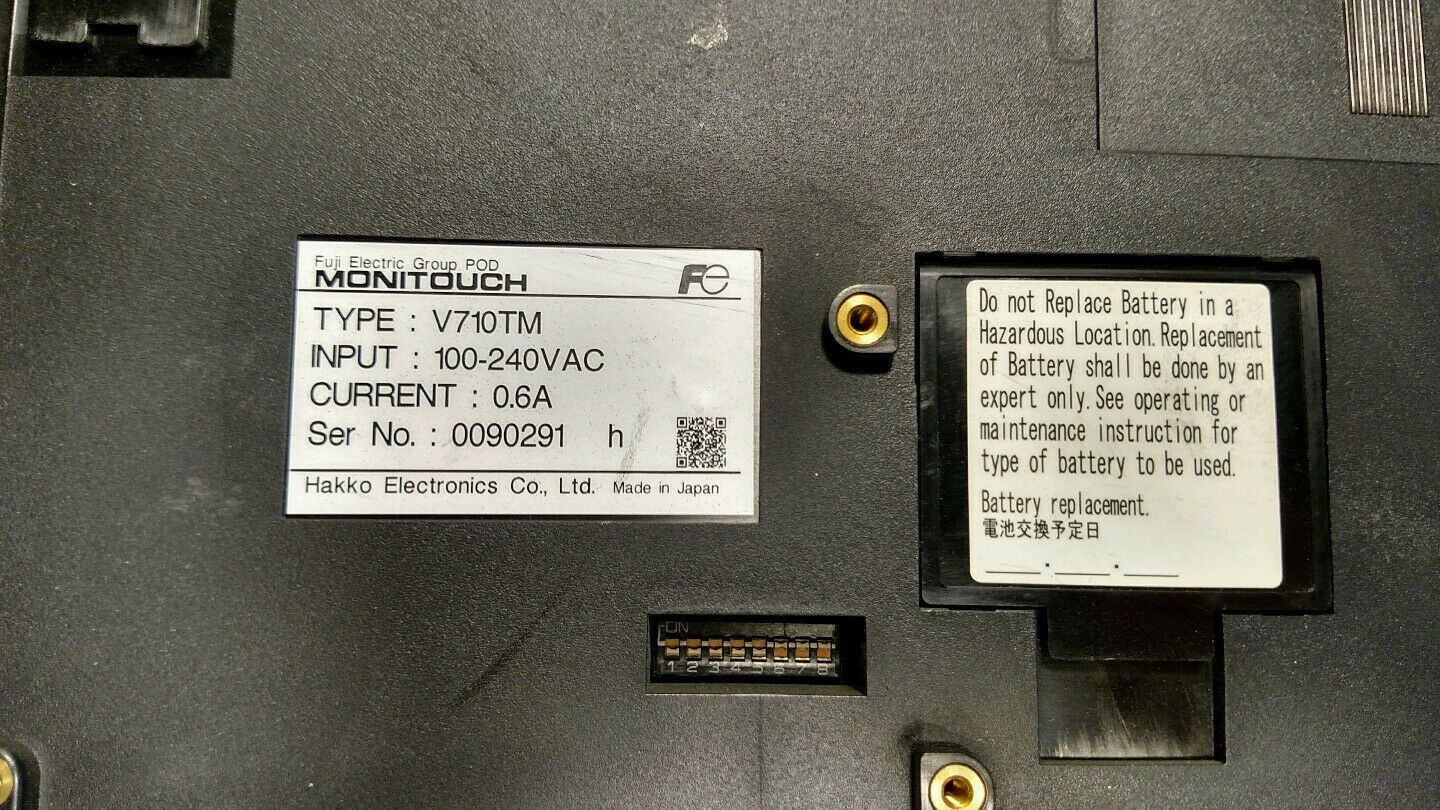 Fuji Electric Group POD
MONITOUCH
Fe
TYPE : V710TM
INPUT : 100-240VAC
CURRENT : 0.6A
Ser No. : 0090291 h
Hakko Electronics Co., Ltd. Made in Japan
Do not Replace Battery in a
Hazardous Location. Replacement
of Battery shall be done by an
expert only. See operating or
maintenance instruction for
type of battery to be used.
Battery replacement.
電池交換予定日
ON
1 2 3 4 5 6 7 8